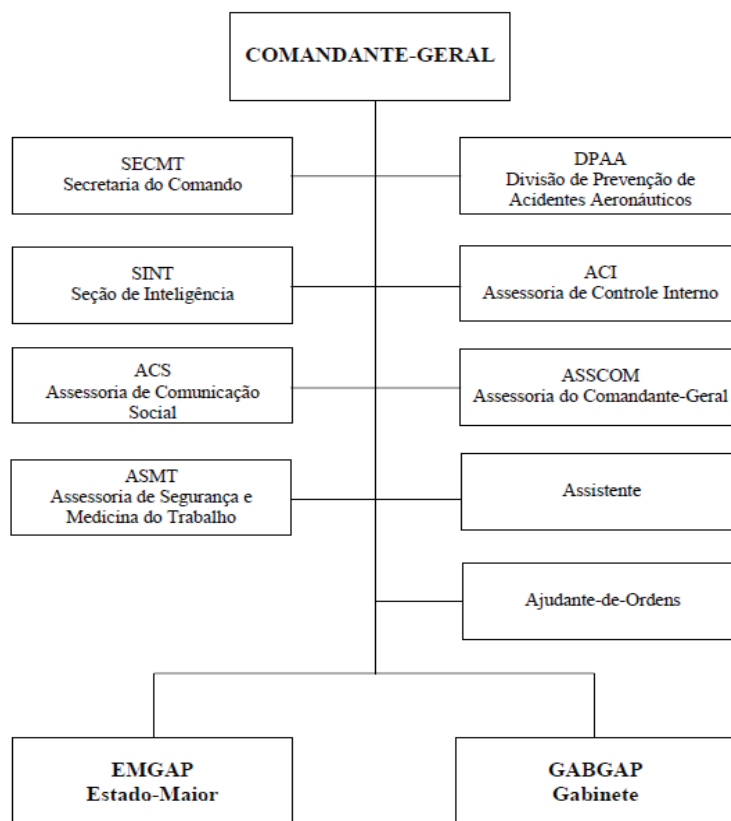 COMANDANTE-GERAL
SECMT
Secretaria do Comando
DPAA
Divisão de Prevenção de
Acidentes Aeronáuticos
SINT
Seção de Inteligência
ACI
Assessoria de Controle Interno
ACS
Assessoria de Comunicação
Social
ASSCOM
Assessoria do Comandante-Geral
ASMT
Assessoria de Segurança e
Medicina do Trabalho
Assistente
Ajudante-de-Ordens
EMGAP
Estado-Maior
GABGAP
Gabinete